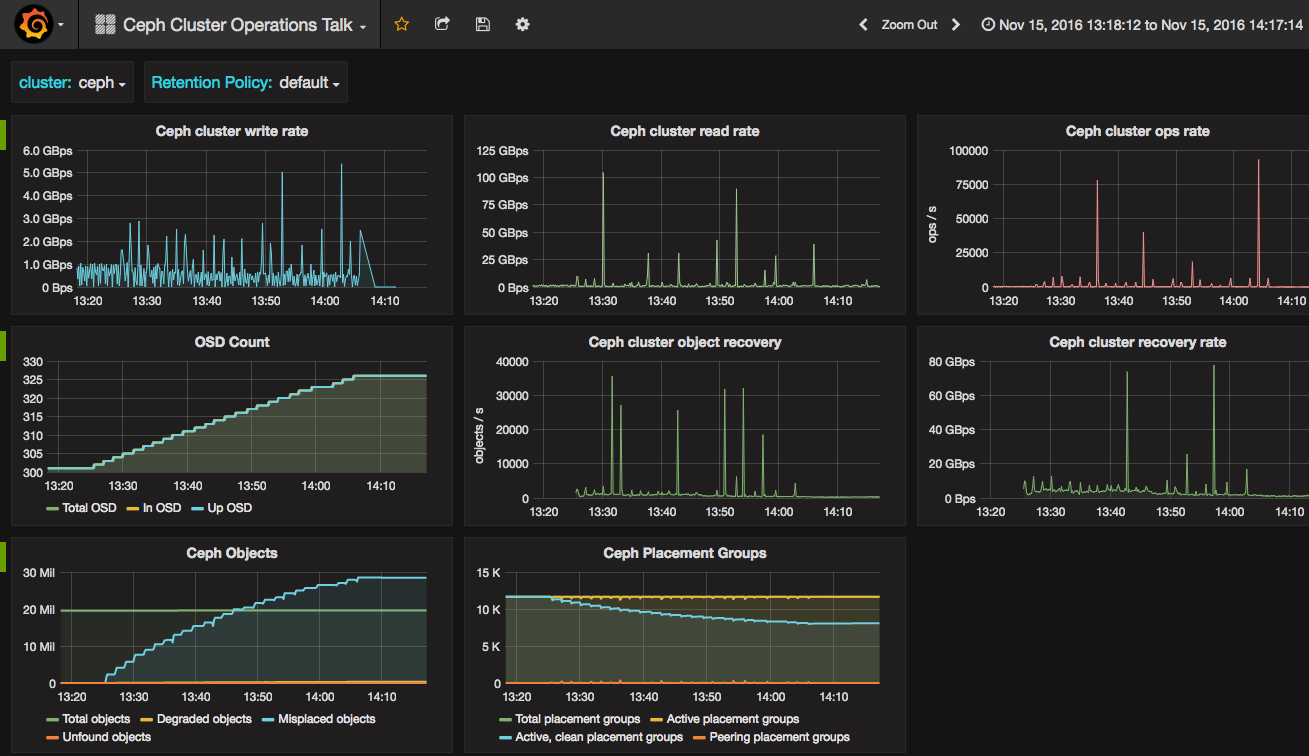 Ceph Cluster Operations Talk
Zoom Out
Nov 15, 2016 13:18:12 to Nov 15, 2016 14:17:14
cluster: ceph
Retention Policy: default
Ceph cluster write rate
6.0 GBps
5.0 GBps
4.0 GBps
3.0 GBps
2.0 GBps
1.0 GBps
0 Bps
13:20 13:30 13:40 13:50 14:00 14:10
Ceph cluster read rate
125 GBps
100 GBps
75 GBps
50 GBps
25 GBps
0 Bps
13:20 13:30 13:40 13:50 14:00 14:10
Ceph cluster ops rate
ops / s
100000
75000
50000
25000
0
13:20 13:30 13:40 13:50 14:00 14:10
OSD Count
330
325
320
315
310
305
300
13:20 13:30 13:40 13:50 14:00 14:10
Total OSD In OSD Up OSD
Ceph cluster object recovery
objects / s
40000
30000
20000
10000
0
13:20 13:30 13:40 13:50 14:00 14:10
Ceph cluster recovery rate
80 GBps
60 GBps
40 GBps
20 GBps
0 Bps
13:20 13:30 13:40 13:50 14:00 14:10
Ceph Objects
30 Mil
20 Mil
10 Mil
0
13:20 13:30 13:40 13:50 14:00 14:10
Total objects Degraded objects Misplaced objects
Unfound objects
Ceph Placement Groups
15 K
10 K
5 K
0
13:20 13:30 13:40 13:50 14:00 14:10
Total placement groups Active placement groups
Active, clean placement groups Peering placement groups